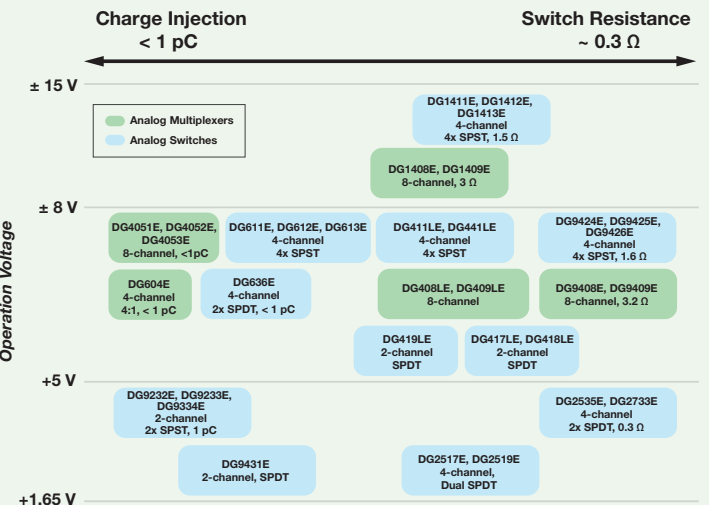 Charge Injection
< 1 pC
Switch Resistance
~ 0.3 Ω
± 15 V
Analog Multiplexers
Analog Switches
DG1411E, DG1412E,
DG1413E
4-channel
4x SPST, 1.5 Ω
DG1408E, DG1409E
8-channel, 3 Ω
± 8 V
DG4051E, DG4052E,
DG4053E
8-channel, <1pC
DG611E, DG612E, DG613E
4-channel
4x SPST
DG411LE, DG441LE
4-channel
4x SPST
DG9424E, DG9425E,
DG9426E
4-channel
4x SPST, 1.6 Ω
DG604E
4-channel
4:1, < 1 pC
DG636E
4-channel
2x SPDT, < 1 pC
DG408LE, DG409LE
8-channel
DG9408E, DG9409E
8-channel, 3.2 Ω
Operation Voltage
DG419LE
2-channel
SPDT
DG417LE, DG418LE
2-channel
SPDT
+5 V
DG9232E, DG9233E,
DG9334E
2-channel
2x SPST, 1 pC
DG2535E, DG2733E
4-channel
2x SPDT, 0.3 Ω
DG9431E
2-channel, SPDT
DG2517E, DG2519E
4-channel,
Dual SPDT
+1.65 V